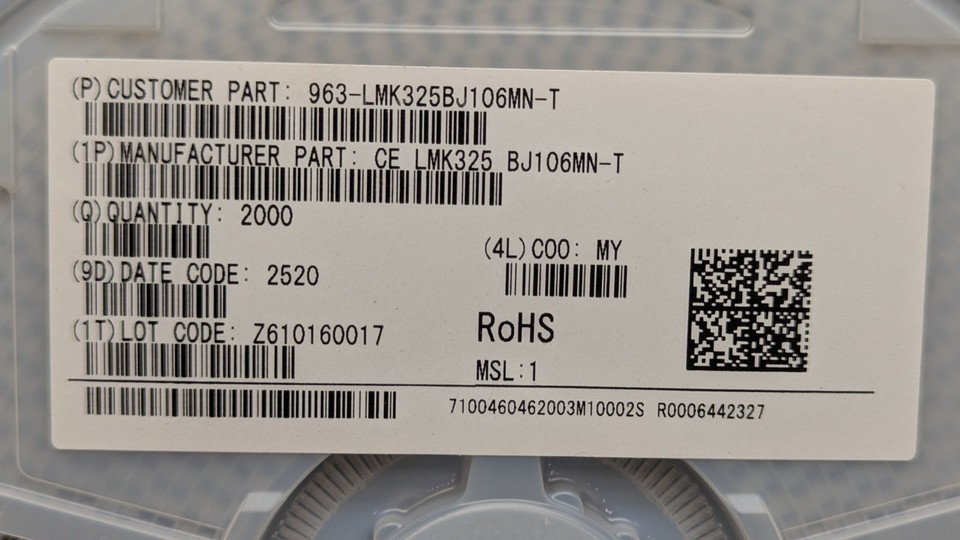 (P)CUSTOMER PART: 963-LMK325BJ106MN-T
(1P)MANUFACTURER PART: CE LMK325 BJ106MN-T
(Q)QUANTITY: 2000
(4L)COO: MY
(9D)DATE CODE: 2520
(1T)LOT CODE: Z610160017
RoHS
MSL:1
7100460462003M10002S R0006442327